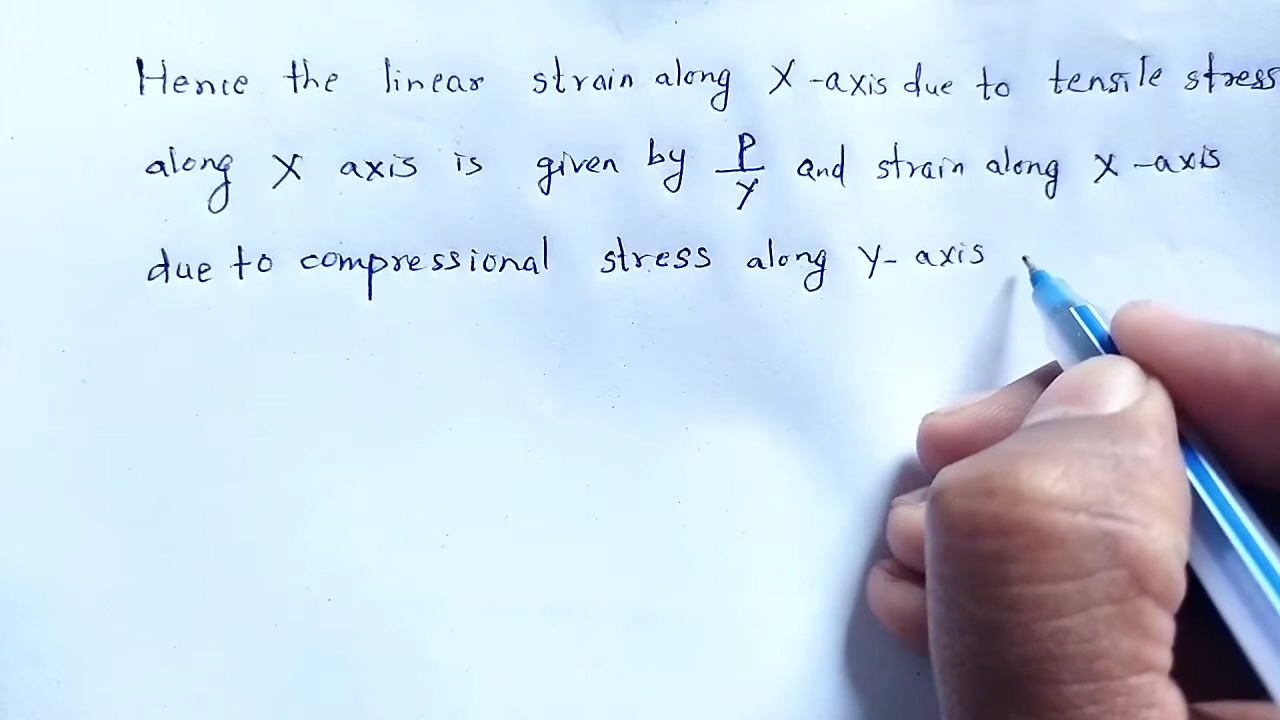 Hence the linear strain along X-axis due to tensile stress
along X axis is given by P/Y and strain along X-axis
due to compressional stress along Y-axis